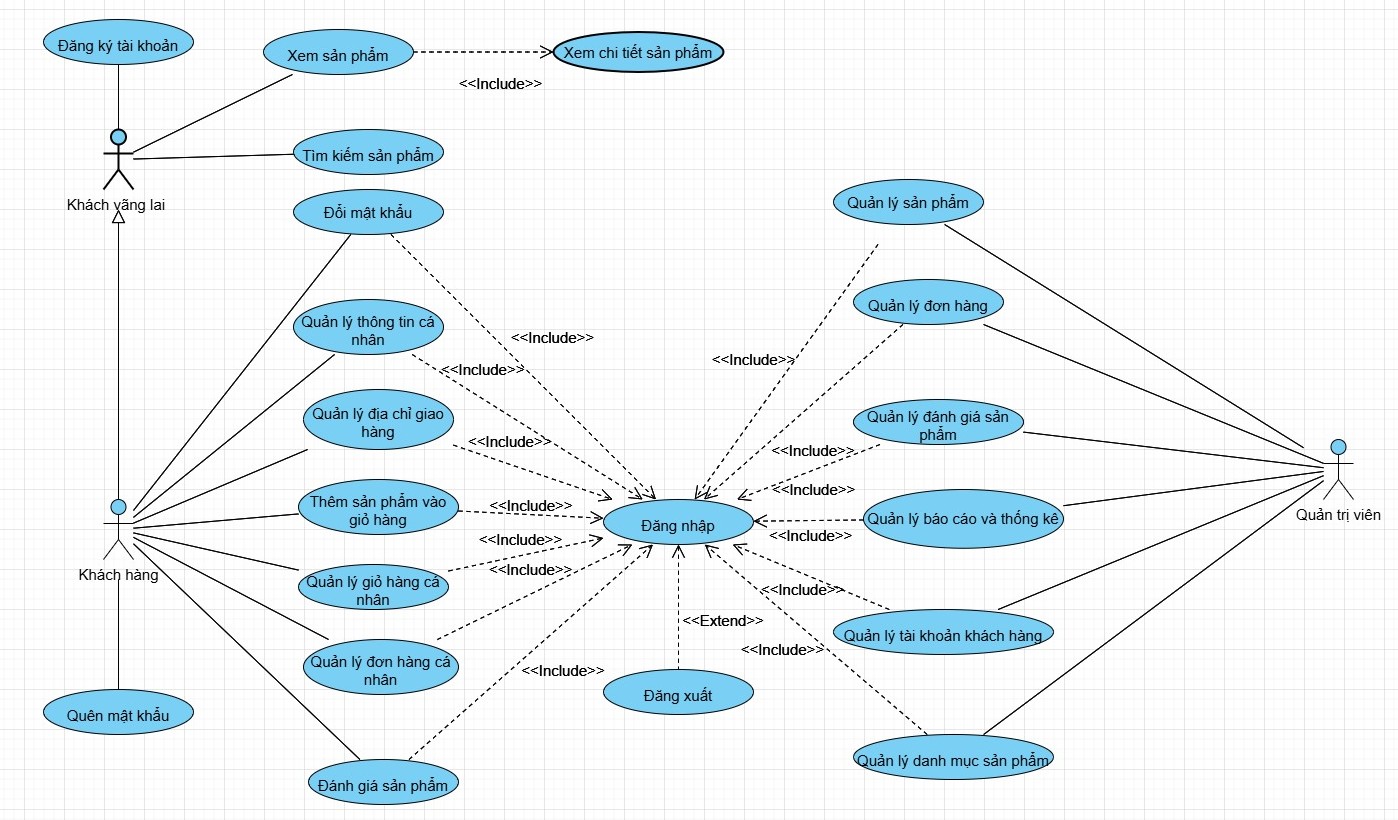 Đăng ký tài khoản
Xem sản phẩm
Xem chi tiết sản phẩm
<<Include>>
Tìm kiếm sản phẩm
Khách vãng lai
Đổi mật khẩu
Quản lý sản phẩm
Quản lý thông tin cá
nhân
Quản lý đơn hàng
<<Include>>
<<Include>>
<<Include>>
Quản lý địa chỉ giao
hàng
<<Include>>
Quản lý đánh giá sản
phẩm
<<Include>>
Thêm sản phẩm vào
giỏ hàng
<<Include>>
<<Include>>
Đăng nhập
Quản lý báo cáo và thống kê
Quản trị viên
<<Include>>
<<Include>>
Khách hàng
Quản lý giỏ hàng cá
nhân
<<Include>>
<<Include>>
<<Extend>>
Quản lý tài khoản khách hàng
<<Include>>
Quản lý đơn hàng cá
nhân
<<Include>>
Đăng xuất
Quên mật khẩu
Quản lý danh mục sản phẩm
Đánh giá sản phẩm